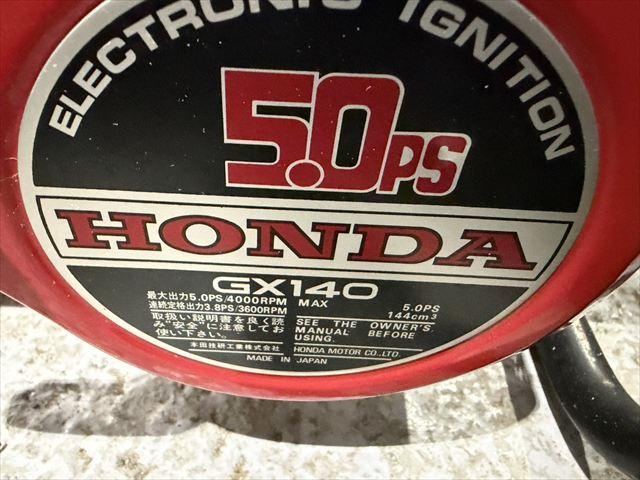 ELECTRONIC IGNITION
5.0PS
HONDA
GX140
最大出力5.0PS/4000RPM MAX 5.0PS
連続定格出力3.8PS/3600RPM 144cm³
取扱い説明書を良く読
み"安全"に注意してお
使い下さい。
SEE THE OWNER'S
MANUAL BEFORE
USING.
本田技研工業株式会社 HONDA MOTOR CO.,LTD.
MADE IN JAPAN